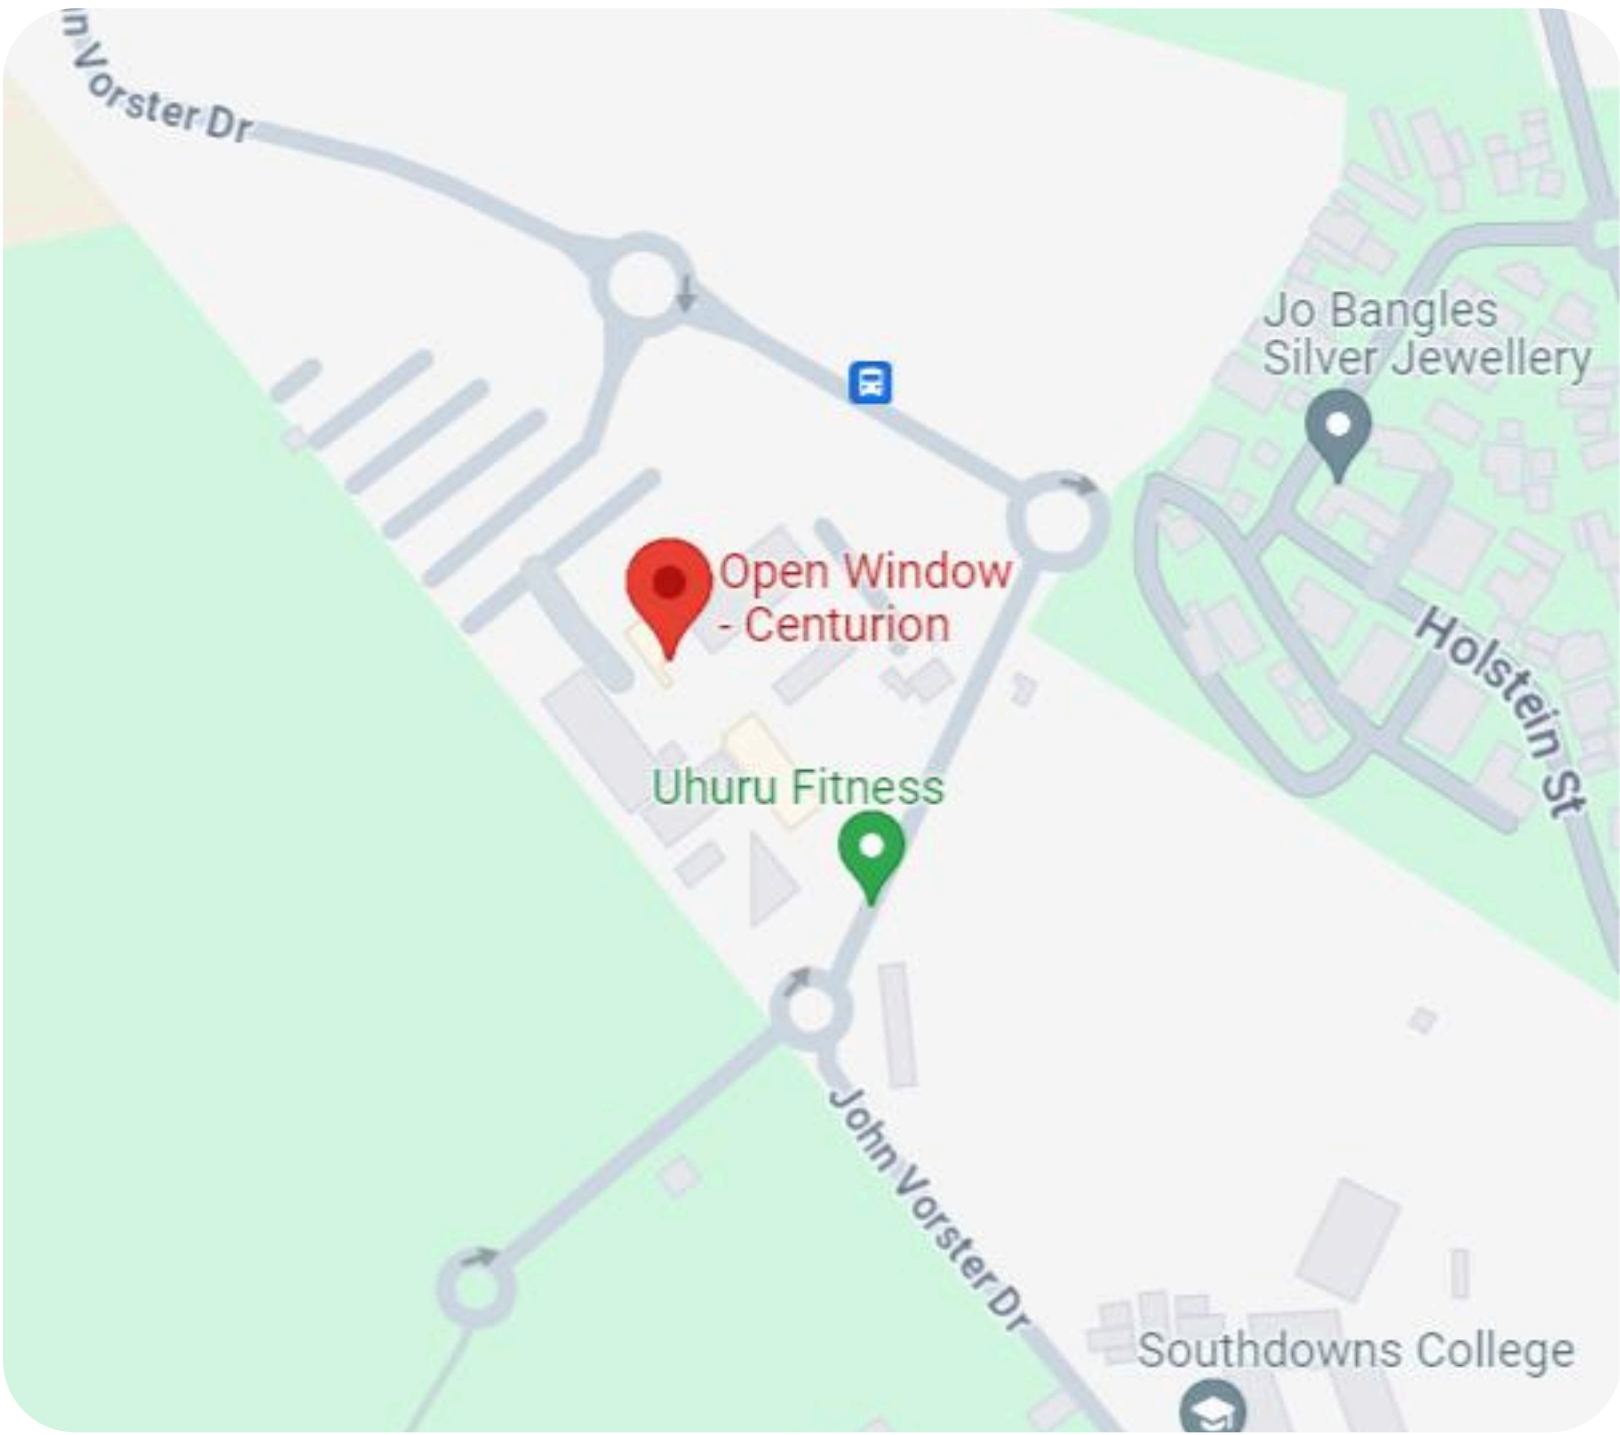 n Vorster Dr
Jo Bangles
Silver Jewellery
Open Window
- Centurion
Holstein St
Uhuru Fitness
John Vorster Dr
Southdowns College